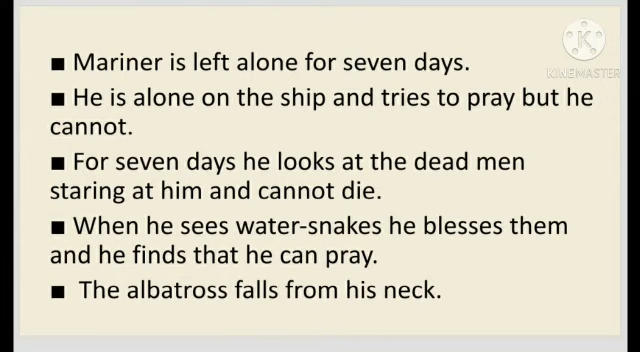 ■ Mariner is left alone for seven days.
■ He is alone on the ship and tries to pray but he
cannot.
■ For seven days he looks at the dead men
staring at him and cannot die.
■ When he sees water-snakes he blesses them
and he finds that he can pray.
■ The albatross falls from his neck.
K
KINEMASTER